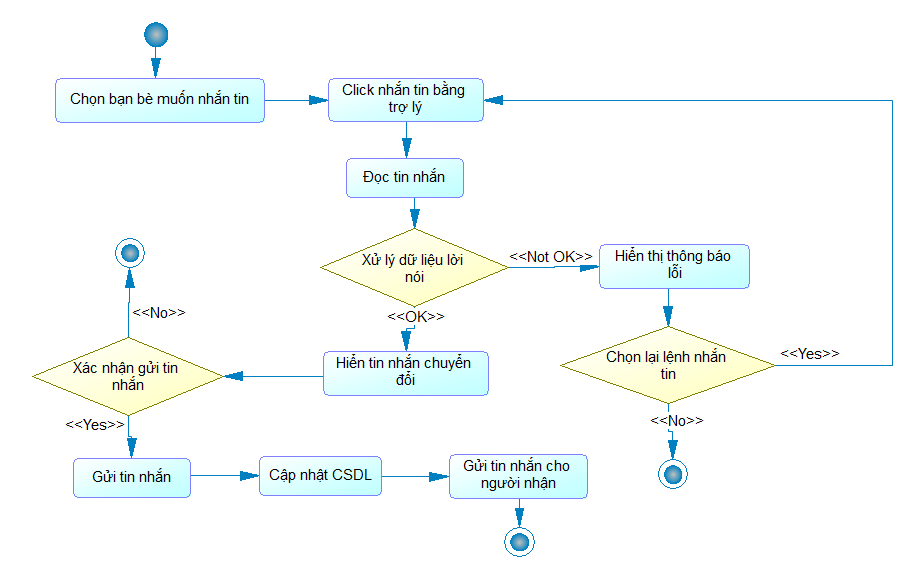 Chọn bạn bè muốn nhắn tin
Click nhắn tin bằng
trợ lý
Đọc tin nhắn
Xử lý dữ liệu lời
nói
<<Not OK>>
Hiển thị thông báo
lỗi
<<OK>>
<<No>>
Xác nhận gửi tin
nhắn
Hiển tin nhắn chuyển
đổi
Chọn lại lệnh nhắn
tin
<<Yes>>
<<No>>
<<Yes>>
Gửi tin nhắn
Cập nhật CSDL
Gửi tin nhắn cho
người nhận